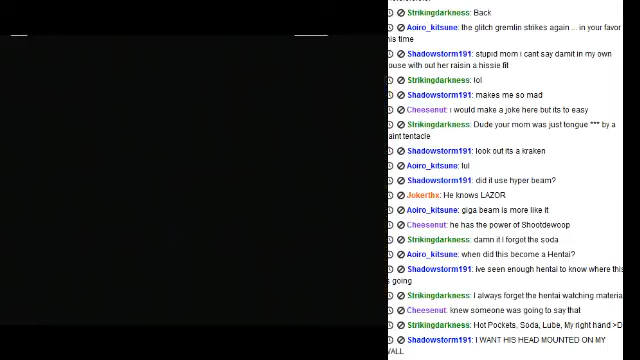 Strikingdarkness: Back
Aoiro_kitsune: the glitch gremlin strikes again ... in your favor
his time
Shadowstorm191: stupid mom i cant say damit in my own
ouse with out her raisin a hissie fit
Strikingdarkness: lol
Shadowstorm191: makes me so mad
Cheesenut: i would make a joke here but its to easy
Strikingdarkness: Dude your mom was just tongue *** by a
aint tentacle
Shadowstorm191: look out its a kraken
Aoiro_kitsune: lul
Shadowstorm191: did it use hyper beam?
Jokerthx: He knows LAZOR
Aoiro_kitsune: giga beam is more like it
Cheesenut: he has the power of Shootdewoop
Strikingdarkness: damn it I forgot the soda
Aoiro_kitsune: when did this become a Hentai?
Shadowstorm191: ive seen enough hentai to know where this
s going
Strikingdarkness: I always forget the hentai watching materia
Cheesenut: knew someone was going to say that
Strikingdarkness: Hot Pockets, Soda, Lube, My right hand >D
Shadowstorm191: I WANT HIS HEAD MOUNTED ON MY
WALL